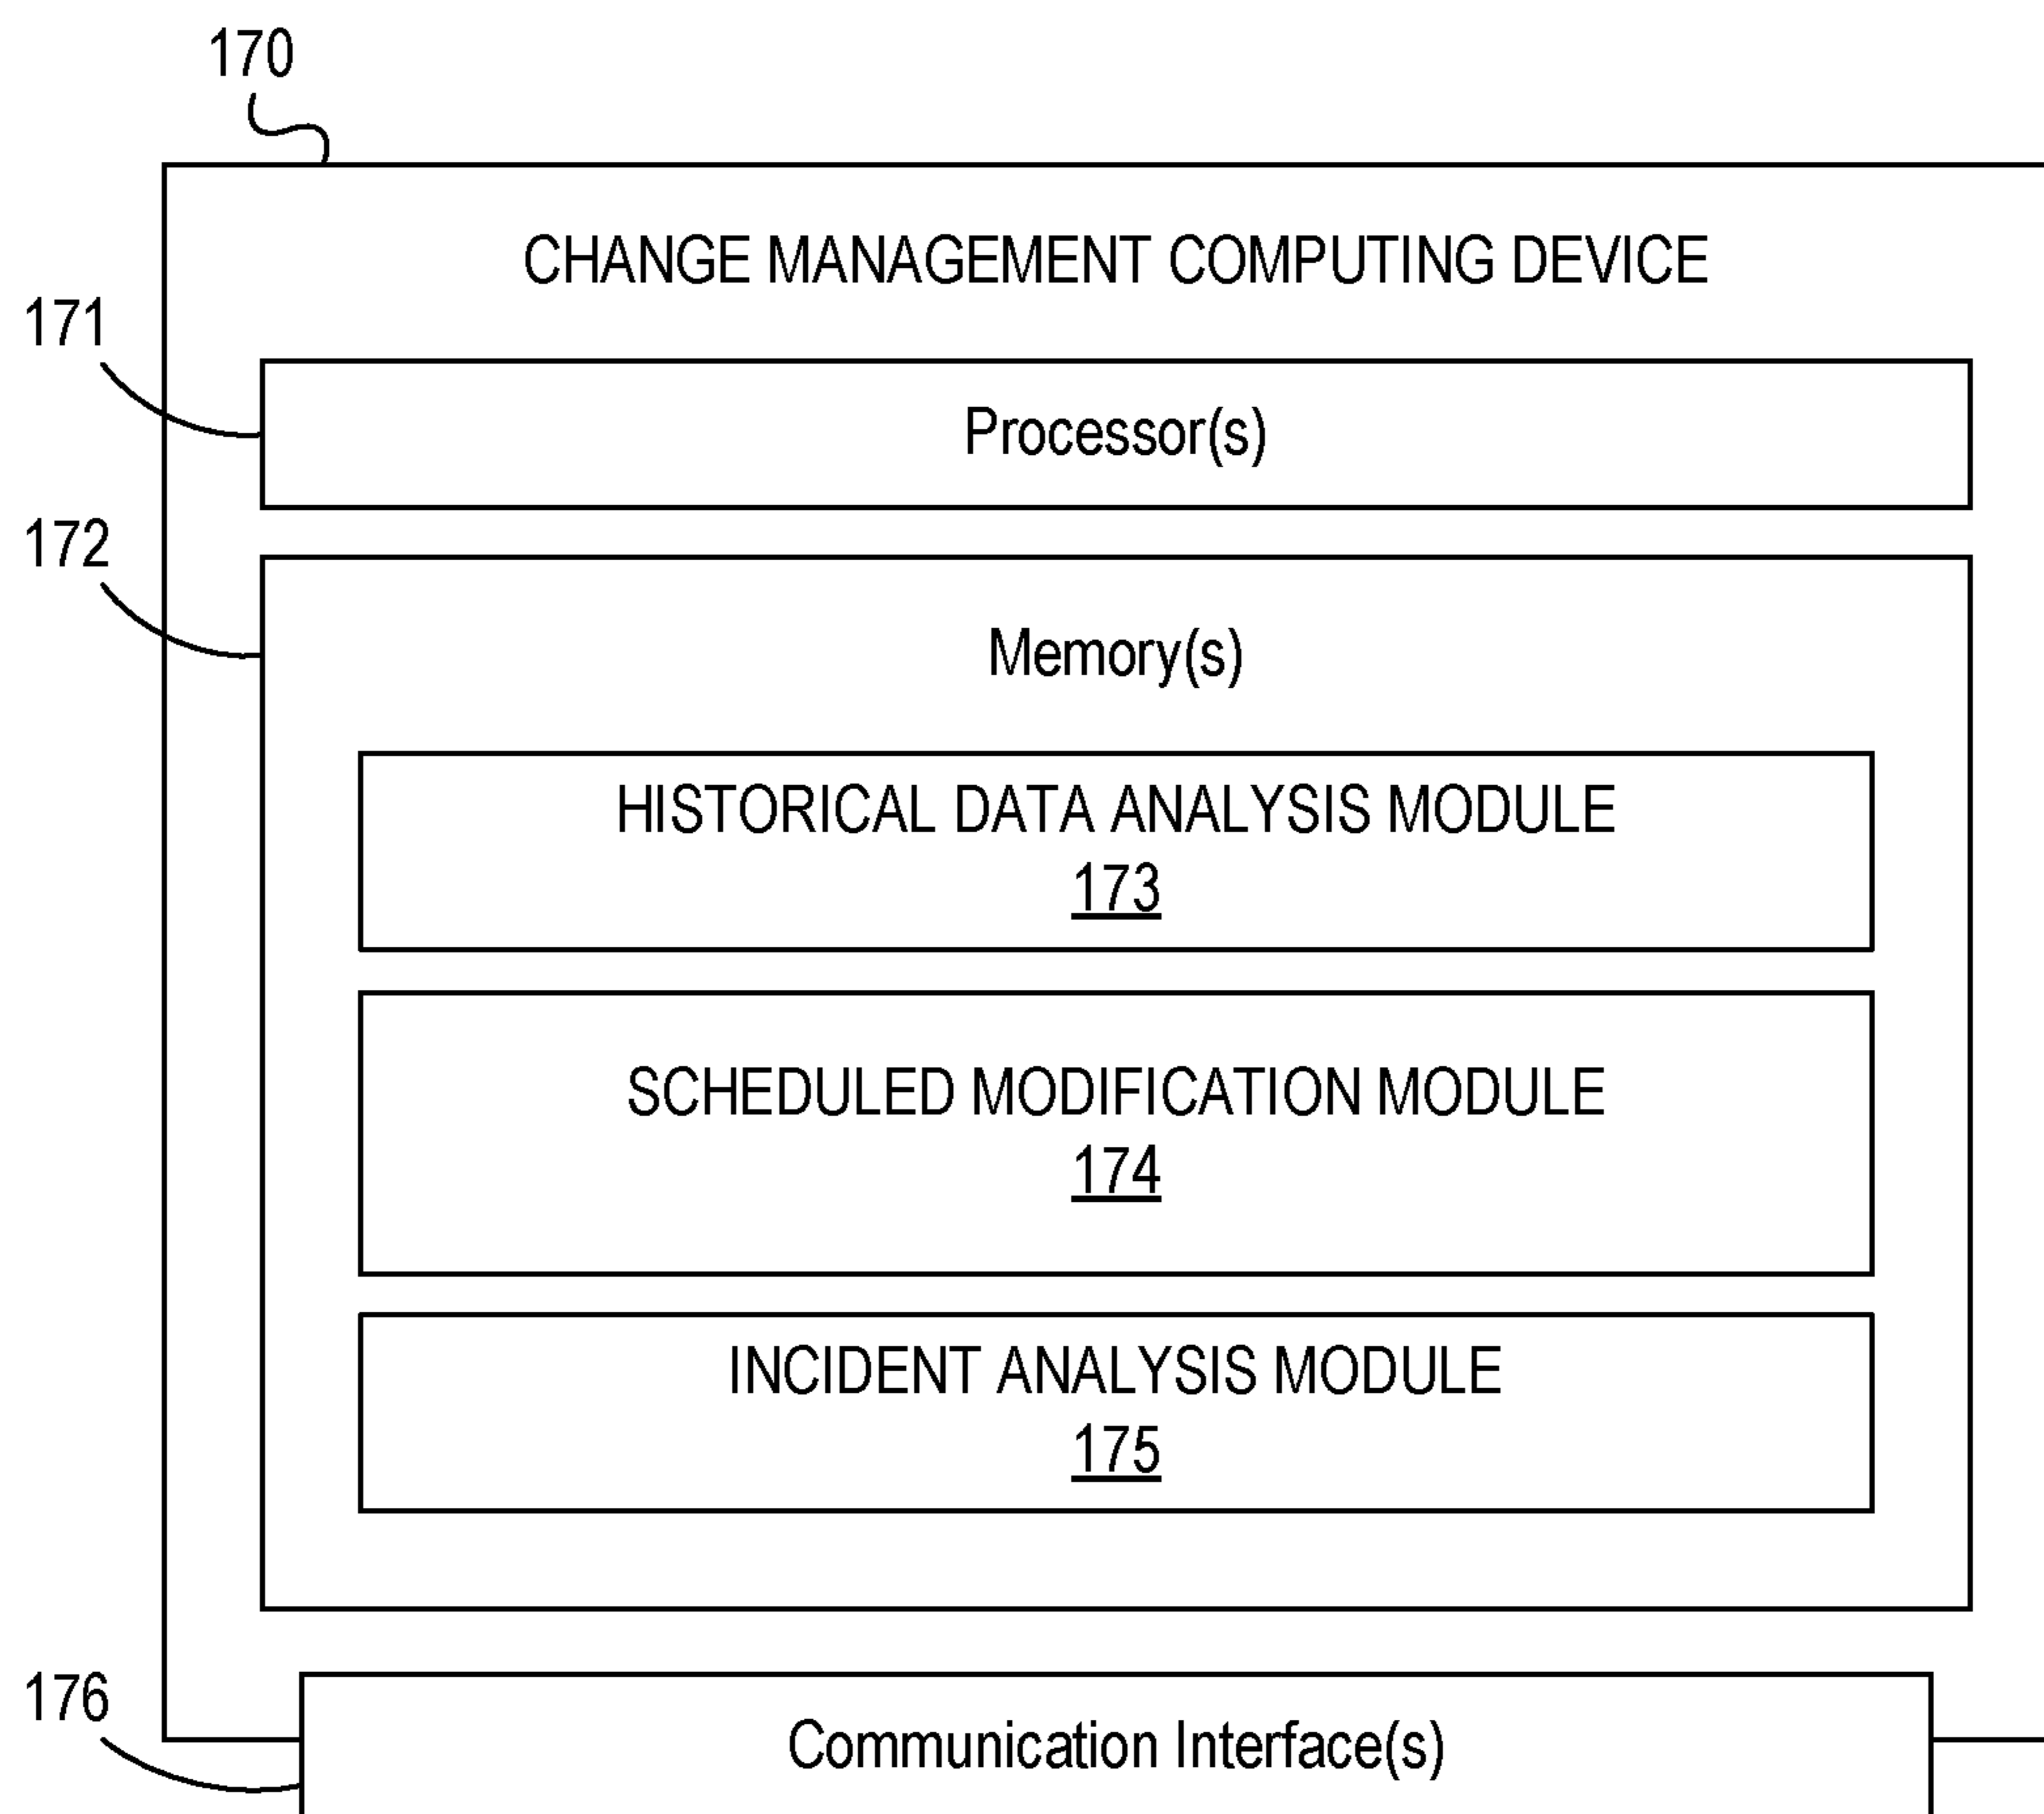 170
CHANGE MANAGEMENT COMPUTING DEVICE
171
Processor(s)
172
Memory(s)
HISTORICAL DATA ANALYSIS MODULE
173
SCHEDULED MODIFICATION MODULE
174
INCIDENT ANALYSIS MODULE
175
176
Communication Interface(s)